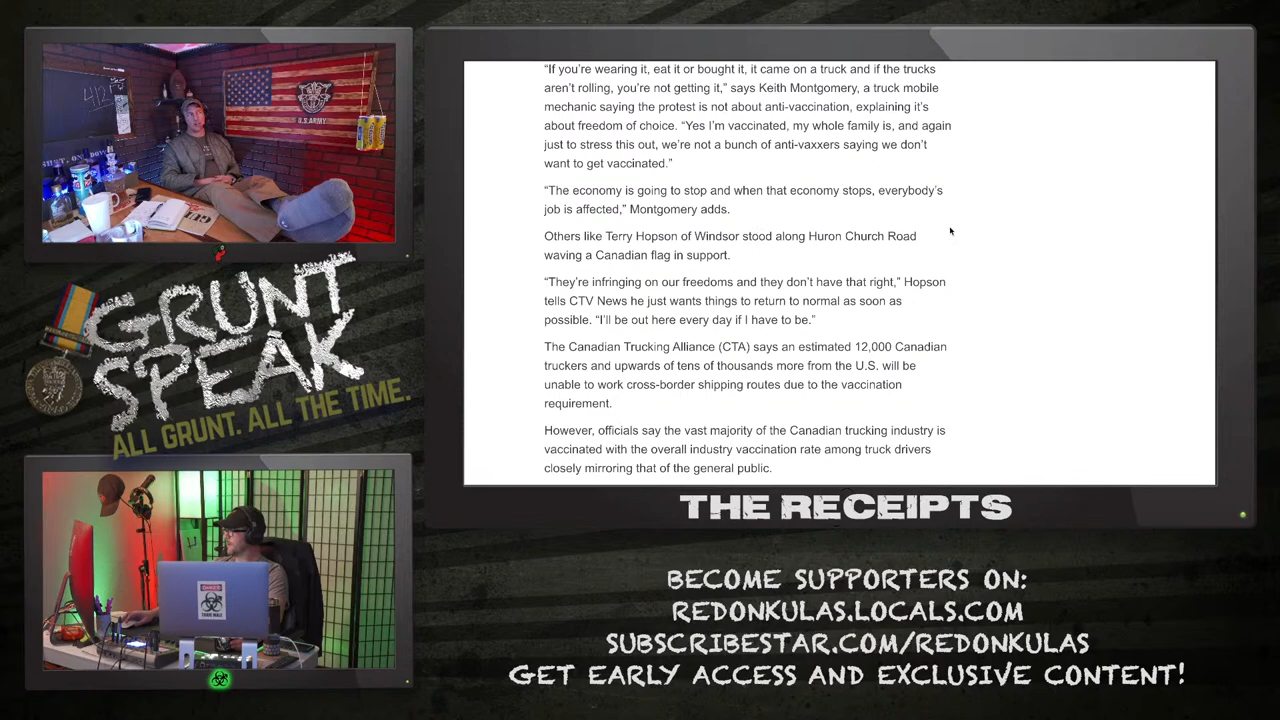 U.S. ARMY
GRUNT
SPEAK
ALL GRUNT. ALL THE TIME.
DANGER
“If you’re wearing it, eat it or bought it, it came on a truck and if the trucks
aren’t rolling, you’re not getting it,” says Keith Montgomery, a truck mobile
mechanic saying the protest is not about anti-vaccination, explaining it’s
about freedom of choice. “Yes I’m vaccinated, my whole family is, and again
just to stress this out, we’re not a bunch of anti-vaxxers saying we don’t
want to get vaccinated.”
“The economy is going to stop and when that economy stops, everybody’s
job is affected,” Montgomery adds.
Others like Terry Hopson of Windsor stood along Huron Church Road
waving a Canadian flag in support.
“They’re infringing on our freedoms and they don’t have that right,” Hopson
tells CTV News he just wants things to return to normal as soon as
possible. “I’ll be out here every day if I have to be.”
The Canadian Trucking Alliance (CTA) says an estimated 12,000 Canadian
truckers and upwards of tens of thousands more from the U.S. will be
unable to work cross-border shipping routes due to the vaccination
requirement.
However, officials say the vast majority of the Canadian trucking industry is
vaccinated with the overall industry vaccination rate among truck drivers
closely mirroring that of the general public.
THE RECEIPTS
BECOME SUPPORTERS ON:
REDONKULAS.LOCALS.COM
SUBSCRIBESTAR.COM/REDONKULAS
GET EARLY ACCESS AND EXCLUSIVE CONTENT!